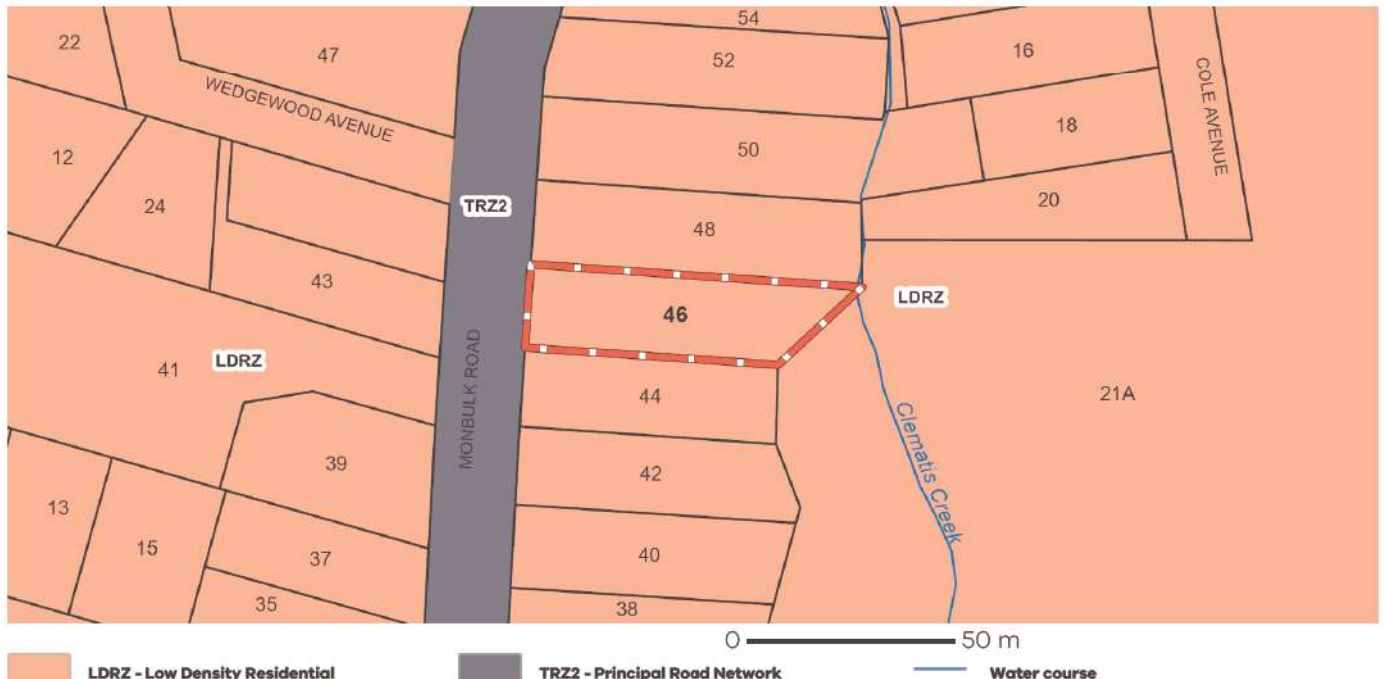 54
22
47
52
16
COLE AVENUE
WEDGEWOOD AVENUE
18
50
12
24
TRZ2
20
48
43
46
LDRZ
MONBULK ROAD
LDRZ
41
44
21A
Clematis Creek
39
42
13
15
37
40
35
38
0 50 m
LDRZ - Low Density Residential
TRZ2 - Principal Road Network
Water course